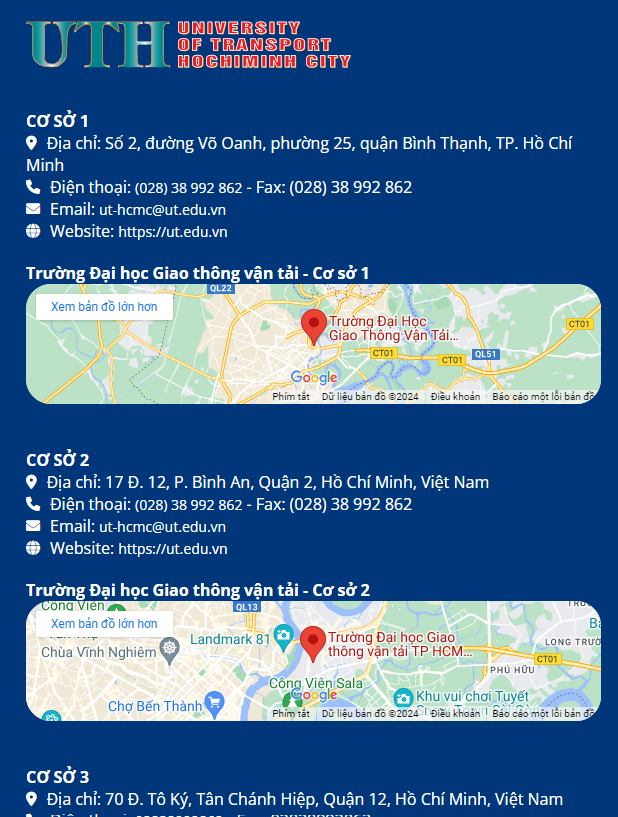 UTH UNIVERSITY
OF TRANSPORT
HOCHIMINH CITY
CƠ SỞ 1
Địa chỉ: Số 2, đường Võ Oanh, phường 25, quận Bình Thạnh, TP. Hồ Chí
Minh
Điện thoại: (028) 38 992 862 - Fax: (028) 38 992 862
Email: ut-hcmc@ut.edu.vn
Website: https://ut.edu.vn
Trường Đại học Giao thông vận tải - Cơ sở 1
QL22
Xem bản đồ lớn hơn
Trường Đại Học
Giao Thông Vận Tải...
CT01
CT01
QL51
CT01
Google
Phím tắt Dữ liệu bản đồ ©2024 Điều khoản Báo cáo một lỗi bản đồ
CƠ SỞ 2
Địa chỉ: 17 Đ. 12, P. Bình An, Quận 2, Hồ Chí Minh, Việt Nam
Điện thoại: (028) 38 992 862 - Fax: (028) 38 992 862
Email: ut-hcmc@ut.edu.vn
Website: https://ut.edu.vn
Trường Đại học Giao thông vận tải - Cơ sở 2
Công Viên
QL13
Xem bản đồ lớn hơn
Landmark 81
Trường Đại học Giao
thông vận tải TP HCM...
LONG TRƯỜ
Chùa Vĩnh Nghiêm
CT01
PHÚ HỮU
Công Viên Sala
Google
Chợ Bến Thành
Khu vui chơi Tuyết
Phím tắt Dữ liệu bản đồ ©2024 Điều khoản Báo cáo một lỗi bản đồ
CƠ SỞ 3
Địa chỉ: 70 Đ. Tô Ký, Tân Chánh Hiệp, Quận 12, Hồ Chí Minh, Việt Nam